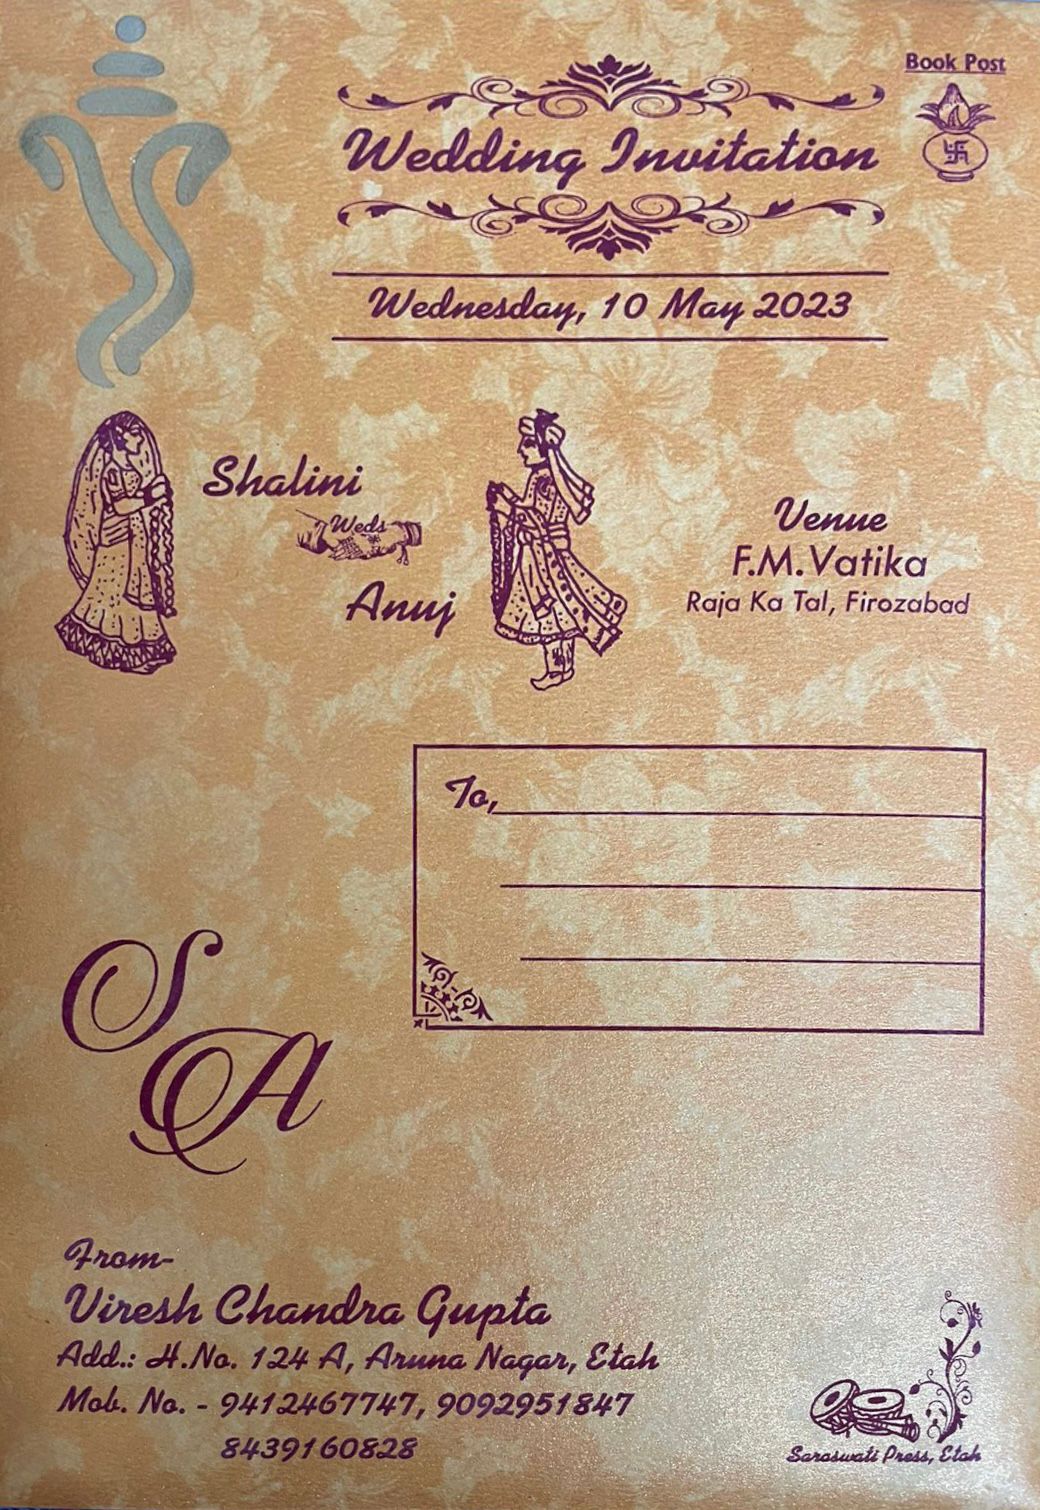 Book Post
Wedding Invitation
Wednesday, 10 May 2023
Shalini
Weds
Anuj
Venue
F.M.Vatika
Raja Ka Tal, Firozabad
To,
S
A
From-
Viresh Chandra Gupta
Add.: H.No. 124 A, Aruna Nagar, Etah
Mob. No. - 9412467747, 9092951847
8439160828
Saraswati Press, Etah